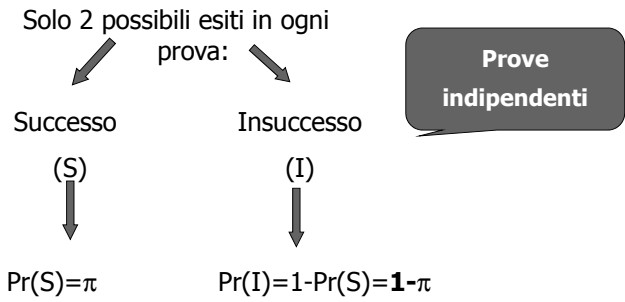 Solo 2 possibili esiti in ogni
prova:
Prove
indipendenti
Successo
Insuccesso
(S)
(I)
Pr(S)=π
Pr(I)=1-Pr(S)=1-π